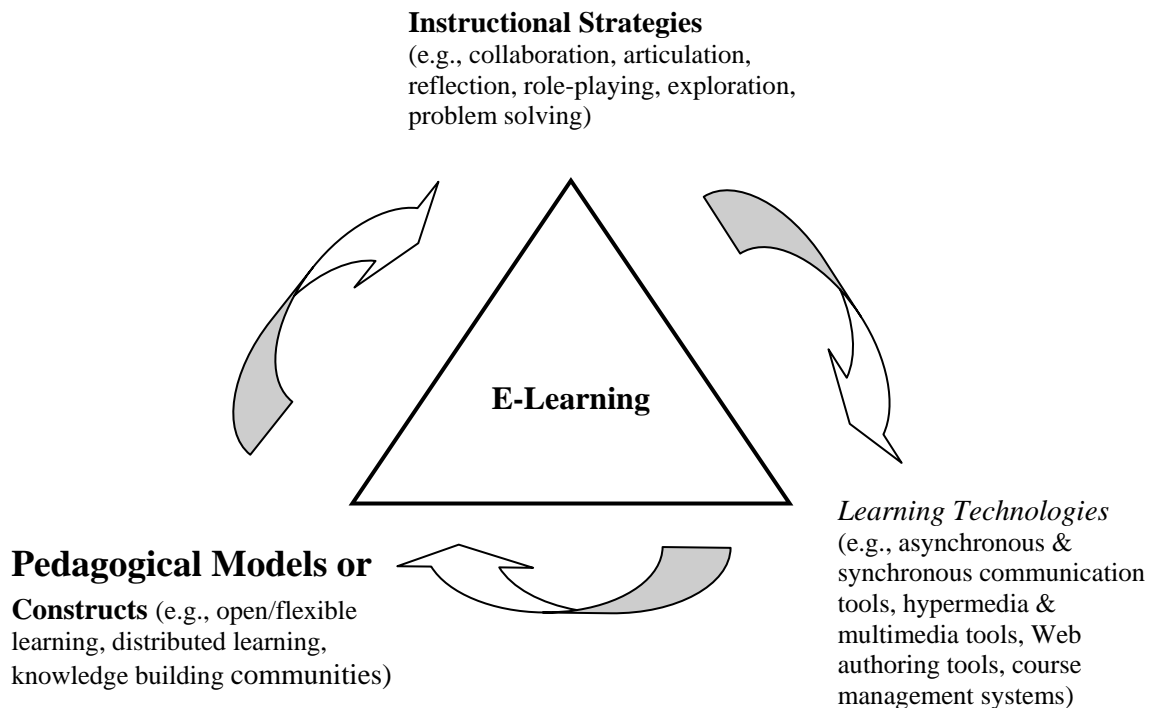 Instructional Strategies
(e.g., collaboration, articulation,
reflection, role-playing, exploration,
problem solving)
E-Learning
Pedagogical Models or
Constructs (e.g., open/flexible
learning, distributed learning,
knowledge building communities)
Learning Technologies
(e.g., asynchronous &
synchronous communication
tools, hypermedia &
multimedia tools, Web
authoring tools, course
management systems)